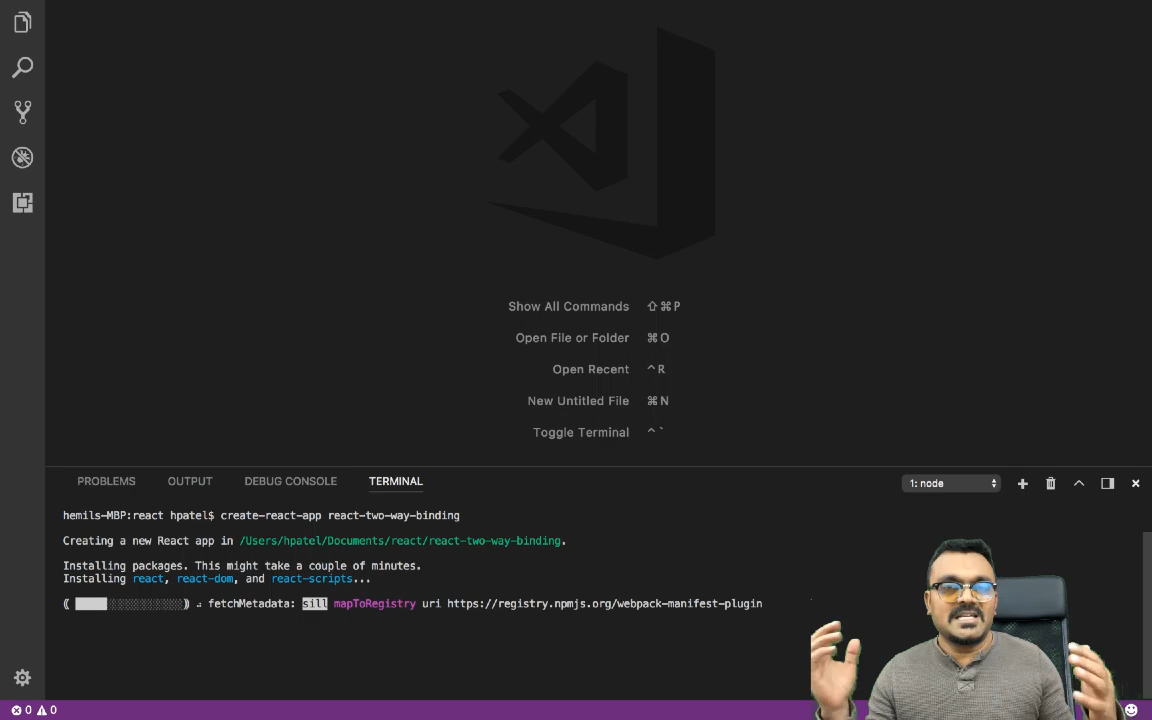 Show All Commands ⇧⌘P
Open File or Folder ⌘O
Open Recent ^R
New Untitled File ⌘N
Toggle Terminal ^`
PROBLEMS OUTPUT DEBUG CONSOLE TERMINAL
1: node
hemils-MBP:react hpatel$ create-react-app react-two-way-binding
Creating a new React app in /Users/hpatel/Documents/react/react-two-way-binding.
Installing packages. This might take a couple of minutes.
Installing react, react-dom, and react-scripts...
fetchMetadata: sill mapToRegistry uri https://registry.npmjs.org/webpack-manifest-plugin
0 0